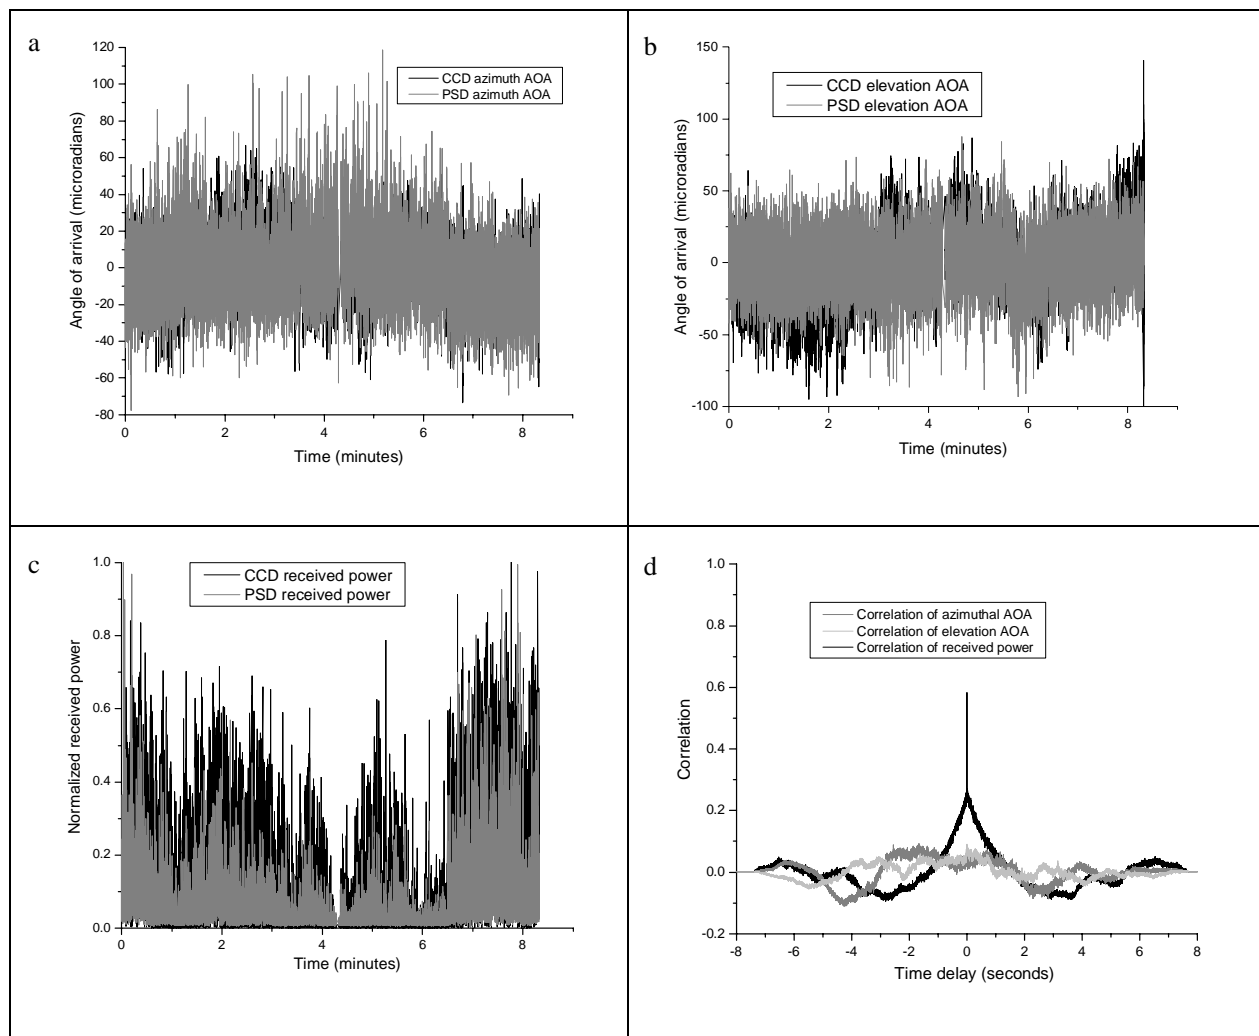 a
120
100
80
60
40
20
0
-20
-40
-60
-80
Angle of arrival (microradians)
CCD azimuth AOA
PSD azimuth AOA
0 2 4 6 8
Time (minutes)
b
150
100
50
0
-50
-100
Angle of arrival (microradians)
CCD elevation AOA
PSD elevation AOA
0 2 4 6 8
Time (minutes)
c
1.0
0.8
0.6
0.4
0.2
0.0
Normalized received power
CCD received power
PSD received power
0 2 4 6 8
Time (minutes)
d
1.0
0.8
0.6
0.4
0.2
0.0
-0.2
Correlation
Correlation of azimuthal AOA
Correlation of elevation AOA
Correlation of received power
-8 -6 -4 -2 0 2 4 6 8
Time delay (seconds)